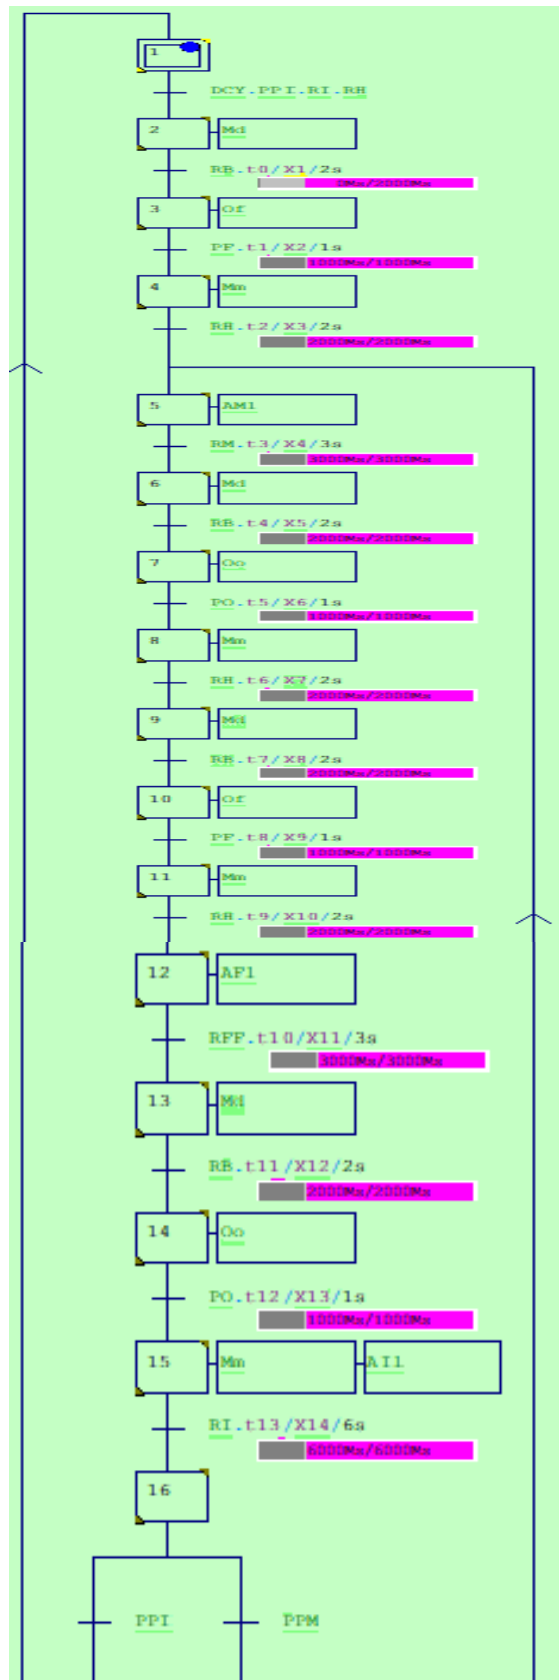 1
DCY.PPI.RI.RH
2 Md
RB.t0/X1/2s
0Ms/2000Ms
3 Of
PF.t1/X2/1s
1000Ms/1000Ms
4 Mm
RH.t2/X3/2s
2000Ms/2000Ms
5 AM1
RM.t3/X4/3s
3000Ms/3000Ms
6 Md
RB.t4/X5/2s
2000Ms/2000Ms
7 Oo
PO.t5/X6/1s
1000Ms/1000Ms
8 Mm
RH.t6/X7/2s
2000Ms/2000Ms
9 Md
RB.t7/X8/2s
2000Ms/2000Ms
10 Of
PF.t8/X9/1s
1000Ms/1000Ms
11 Mm
RH.t9/X10/2s
2000Ms/2000Ms
12 AF1
RFF.t10/X11/3s
3000Ms/3000Ms
13 Md
RB.t11/X12/2s
2000Ms/2000Ms
14 Oo
PO.t12/X13/1s
1000Ms/1000Ms
15 Mm AI1
RI.t13/X14/6s
6000Ms/6000Ms
16
PPI PPM